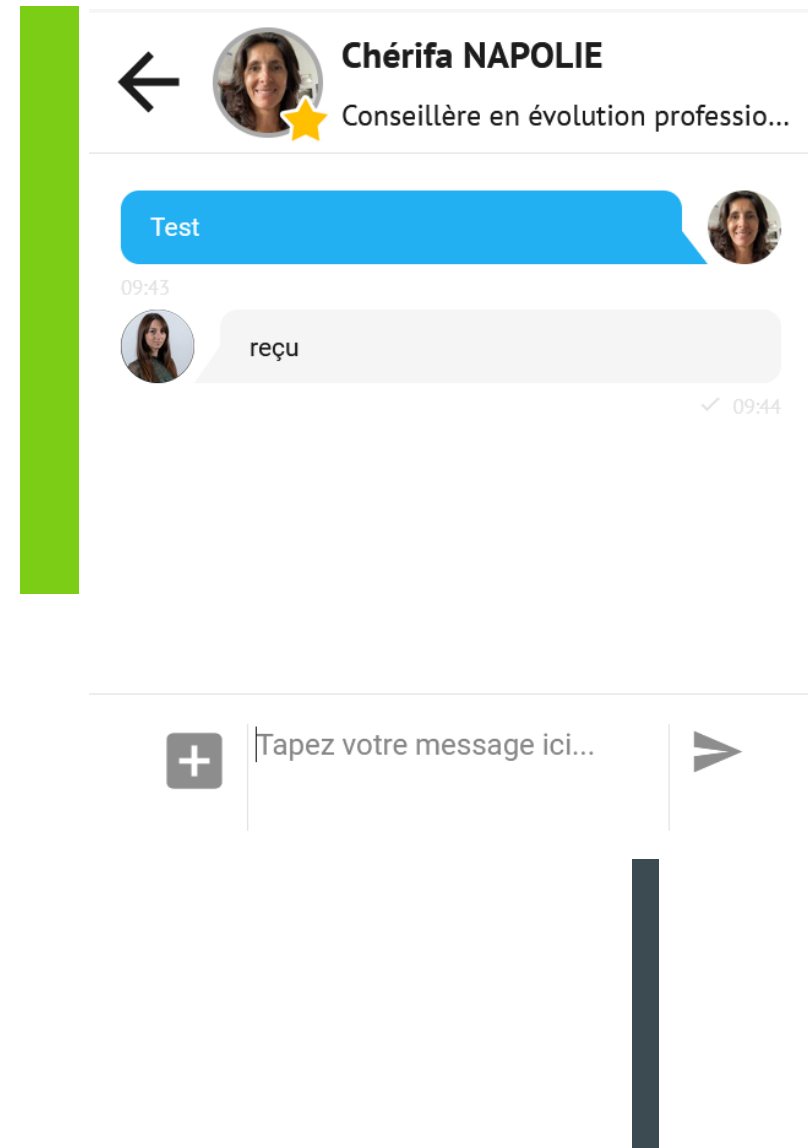 Chérifa NAPOLIE
Conseillère en évolution professio...
Test
09:43
reçu
09:44
Tapez votre message ici...